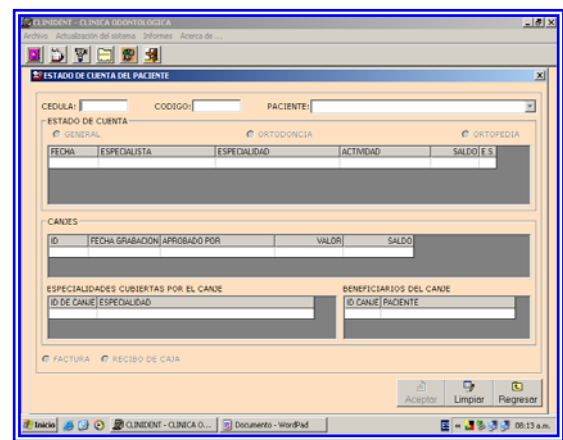 CLINIDENT - CLINICA ODONTOLOGICA
Archivo Actualización del sistema Informes Acerca de ...
ESTADO DE CUENTA DEL PACIENTE
CEDULA: CODIGO: PACIENTE:
ESTADO DE CUENTA
GENERAL ORTODONCIA ORTOPEDIA
FECHA ESPECIALISTA ESPECIALIDAD ACTIVIDAD SALDO E.S.
CANJES
ID FECHA GRABACION APROBADO POR VALOR SALDO
ESPECIALIDADES CUBIERTAS POR EL CANJE BENEFICIARIOS DEL CANJE
ID DE CANJE ESPECIALIDAD ID CANJE PACIENTE
FACTURA RECIBO DE CAJA
Aceptar Limpiar Regresar
Inicio CLINIDENT - CLINICA O... Documento - WordPad 08:13 a.m.